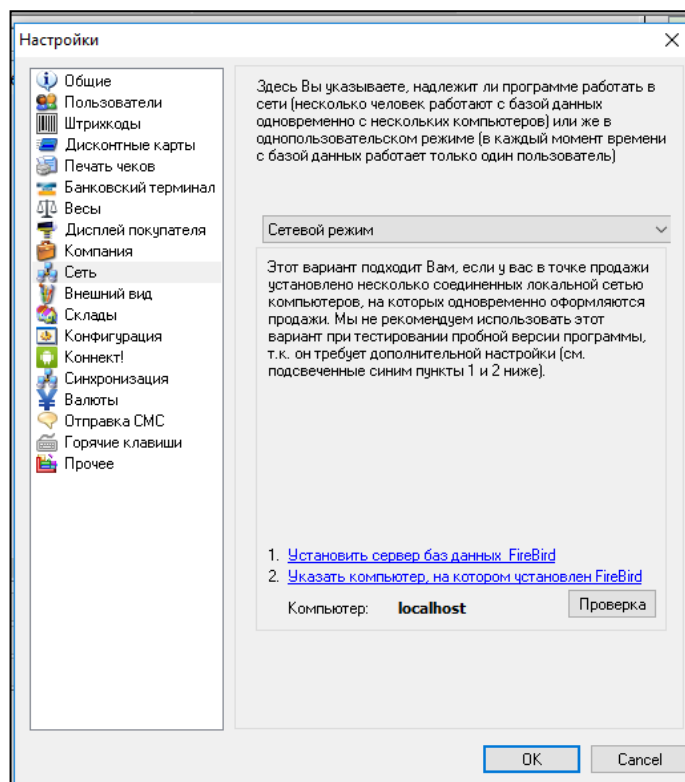 Настройки
Общие
Пользователи
Штрихкоды
Дисконтные карты
Печать чеков
Банковский терминал
Весы
Дисплей покупателя
Компания
Сеть
Внешний вид
Склады
Конфигурация
Коннект!
Синхронизация
Валюты
Отправка СМС
Горячие клавиши
Прочее
Здесь Вы указываете, надлежит ли программе работать в
сети (несколько человек работают с базой данных
одновременно с нескольких компьютеров) или же в
однопользовательском режиме (в каждый момент времени
с базой данных работает только один пользователь)
Сетевой режим
Этот вариант подходит Вам, если у вас в точке продажи
установлено несколько соединенных локальной сетью
компьютеров, на которых одновременно оформляются
продажи. Мы не рекомендуем использовать этот
вариант при тестировании пробной версии программы,
т.к. он требует дополнительной настройки (см.
подсвеченные синим пункты 1 и 2 ниже).
1. Установить сервер баз данных FireBird
2. Указать компьютер, на котором установлен FireBird
Компьютер: localhost Проверка
OK Cancel